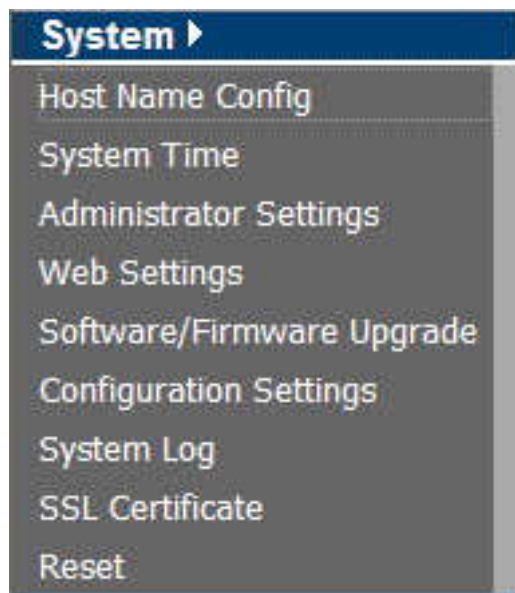 System
Host Name Config
System Time
Administrator Settings
Web Settings
Software/Firmware Upgrade
Configuration Settings
System Log
SSL Certificate
Reset